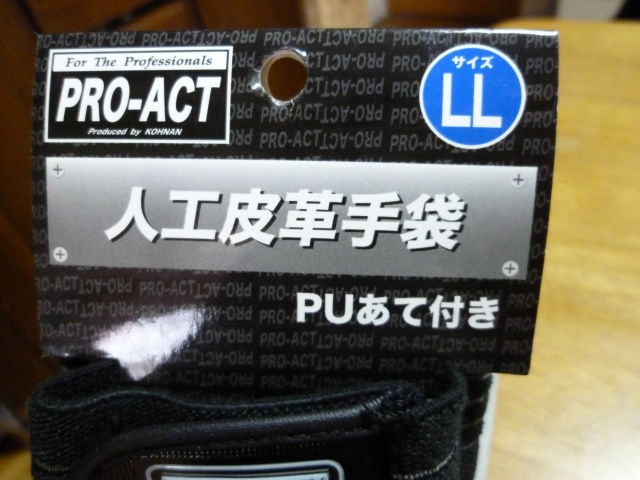 For The Professionals
PRO-ACT
Produced by KOHNAN
サイズ
LL
人工皮革手袋
PUあて付き